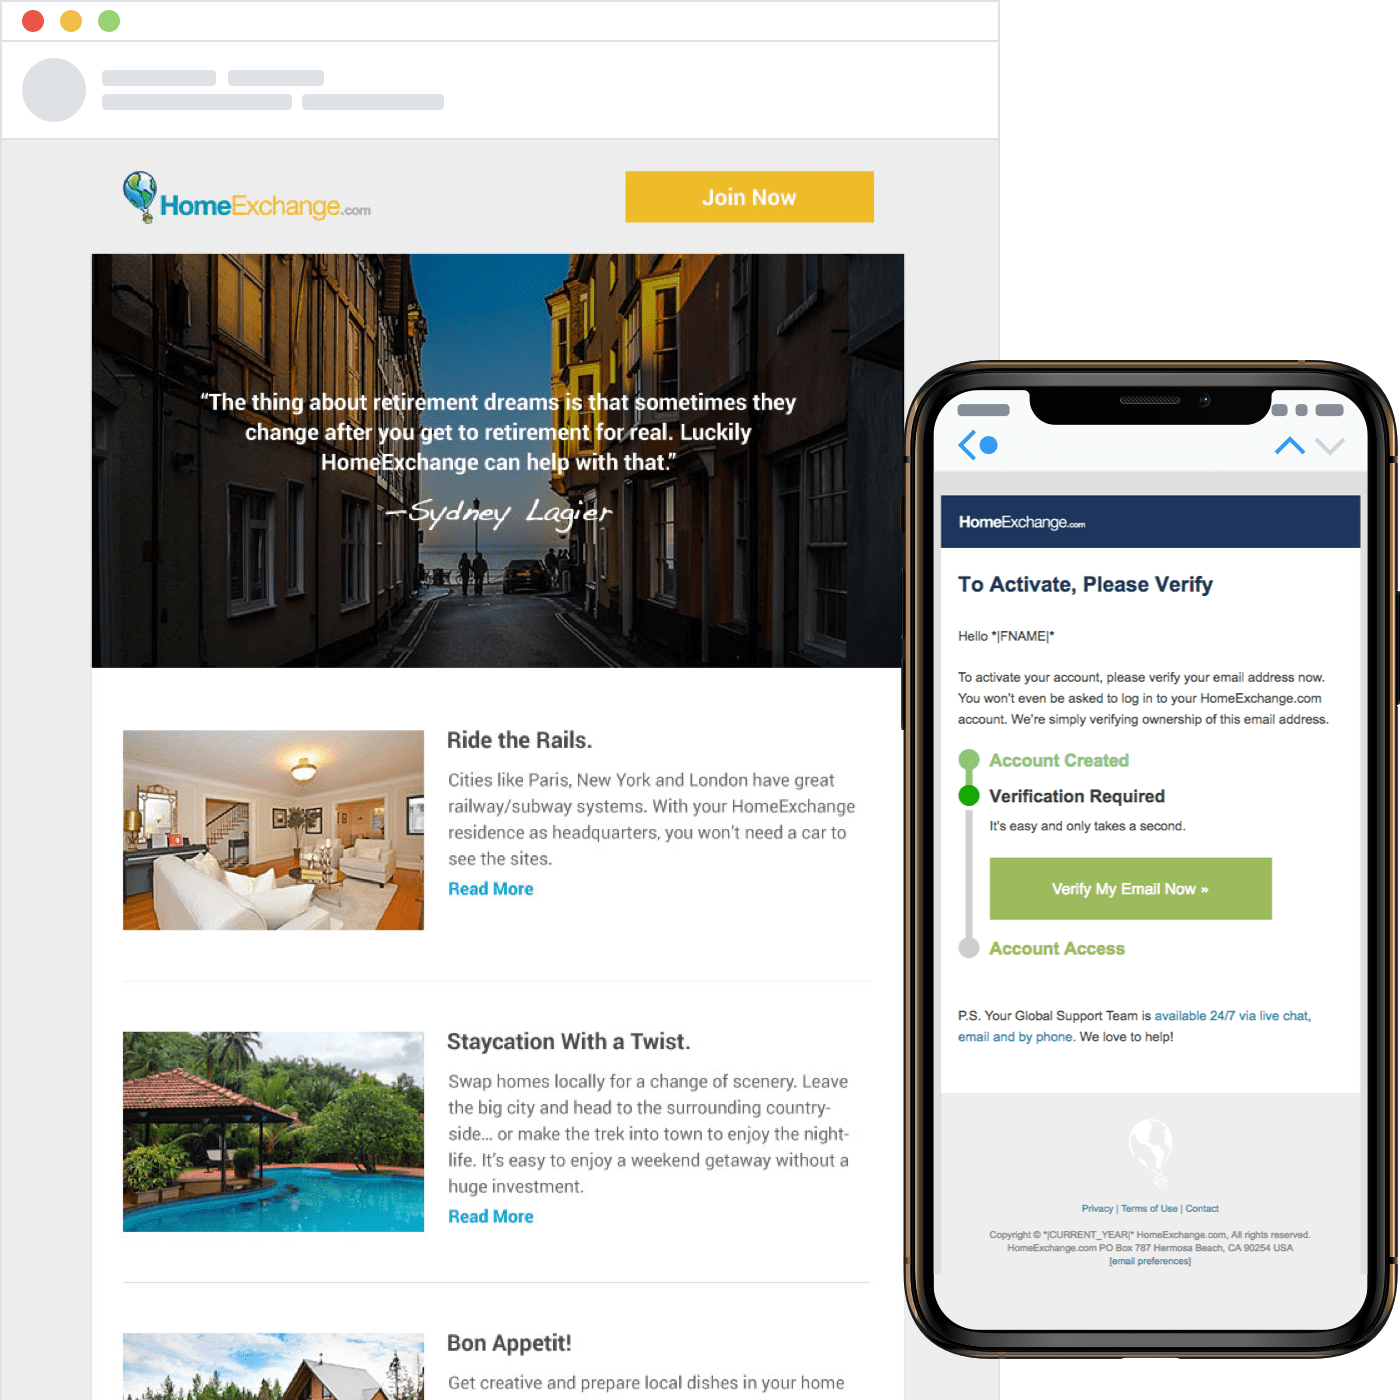 HomeExchange.com
Join Now
“The thing about retirement dreams is that sometimes they
change after you get to retirement for real. Luckily
HomeExchange can help with that.”
—Sydney Lagier
Ride the Rails.
Cities like Paris, New York and London have great
railway/subway systems. With your HomeExchange
residence as headquarters, you won't need a car to
see the sites.
Read More
Staycation With a Twist.
Swap homes locally for a change of scenery. Leave
the big city and head to the surrounding country-
side... or make the trek into town to enjoy the night-
life. It's easy to enjoy a weekend getaway without a
huge investment.
Read More
Bon Appetit!
Get creative and prepare local dishes in your home
HomeExchange.com
To Activate, Please Verify
Hello *|FNAME|*
To activate your account, please verify your email address now.
You won't even be asked to log in to your HomeExchange.com
account. We're simply verifying ownership of this email address.
Account Created
Verification Required
It's easy and only takes a second.
Verify My Email Now »
Account Access
P.S. Your Global Support Team is available 24/7 via live chat,
email and by phone. We love to help!
Privacy | Terms of Use | Contact
Copyright © *|CURRENT_YEAR|* HomeExchange.com, All rights reserved.
HomeExchange.com PO Box 787 Hermosa Beach, CA 90254 USA
[email preferences]